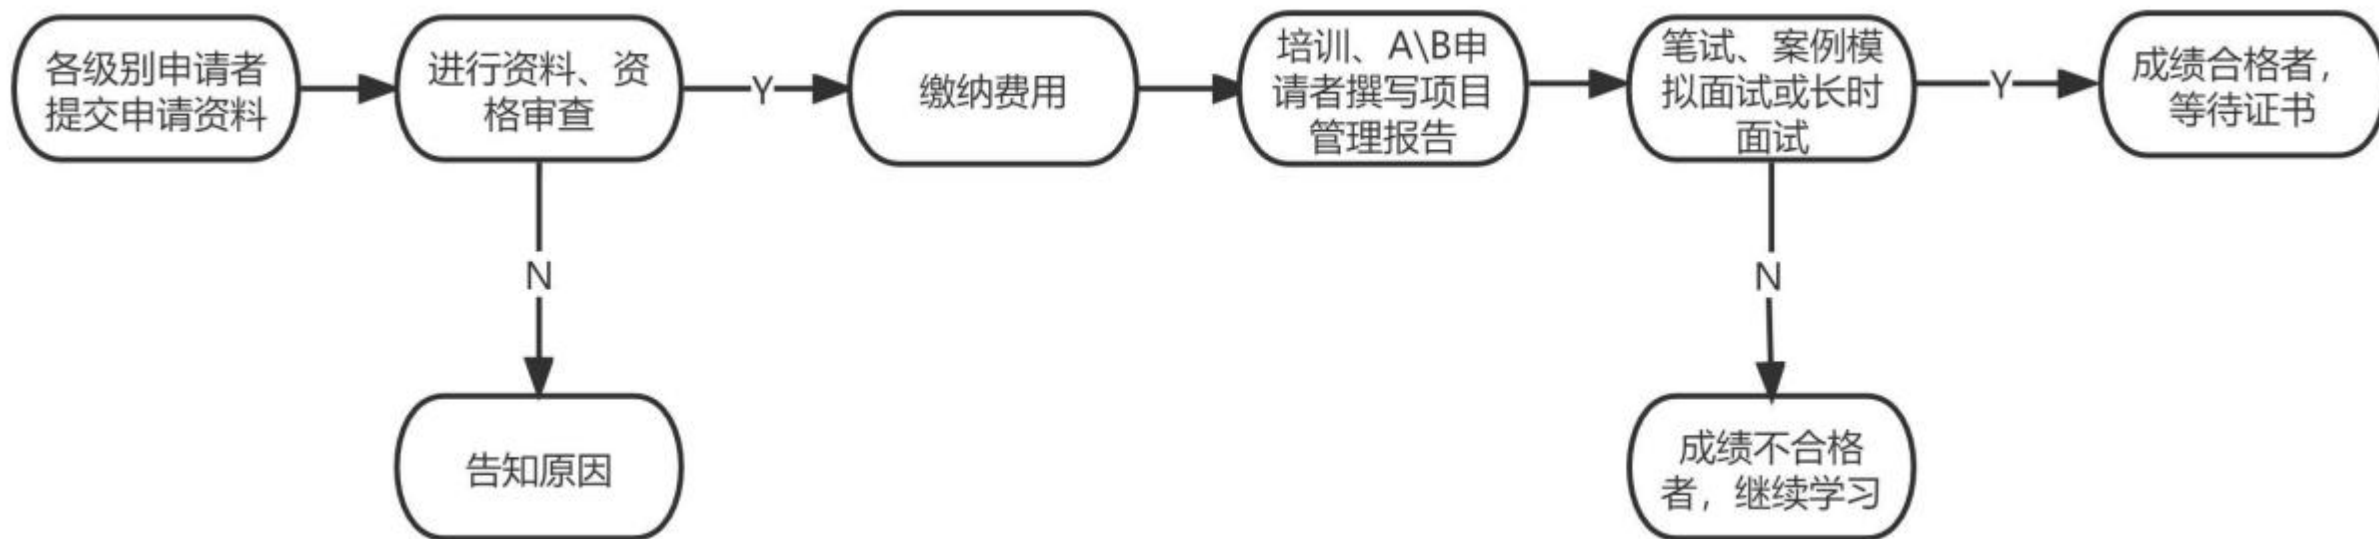 各级别申请者
提交申请资料
进行资料、资
格审查
Y
缴纳费用
培训、A\B申
请者撰写项目
管理报告
笔试、案例模
拟面试或长时
面试
Y
成绩合格者，
等待证书
N
N
告知原因
成绩不合格
者，继续学习